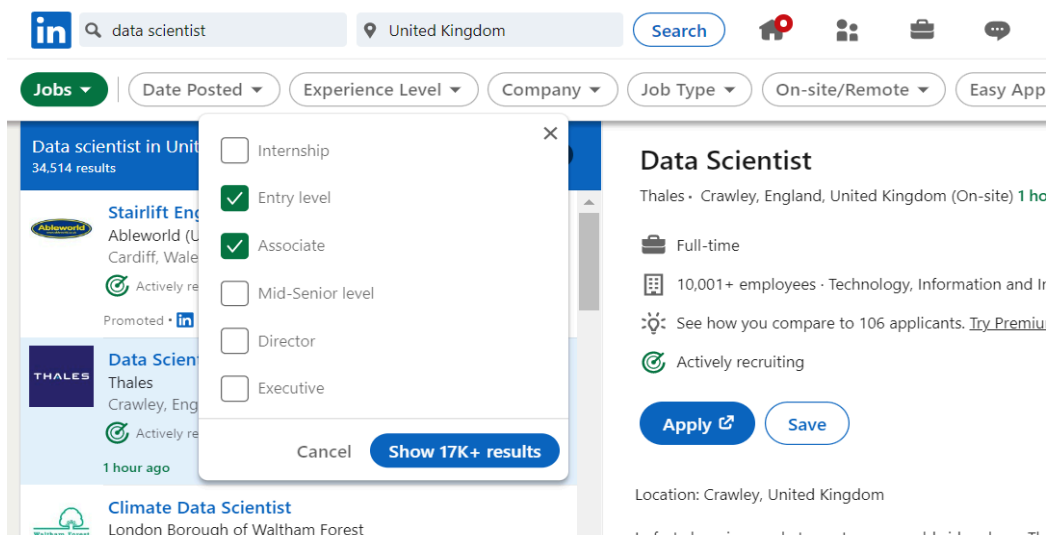 in data scientist United Kingdom Search
Jobs Date Posted Experience Level Company Job Type On-site/Remote Easy App
Data scientist in Unit
34,514 results
Stairlift Eng
Ableworld
Ableworld (U
Cardiff, Wale
Actively re
Promoted · in
THALES
Data Scien
Thales
Crawley, Eng
Actively re
1 hour ago
Climate Data Scientist
Waltham Forest
London Borough of Waltham Forest
Internship
Entry level
Associate
Mid-Senior level
Director
Executive
Cancel Show 17K+ results
Data Scientist
Thales · Crawley, England, United Kingdom (On-site) 1 ho
Full-time
10,001+ employees · Technology, Information and I
See how you compare to 106 applicants. Try Premiu
Actively recruiting
Apply Save
Location: Crawley, United Kingdom